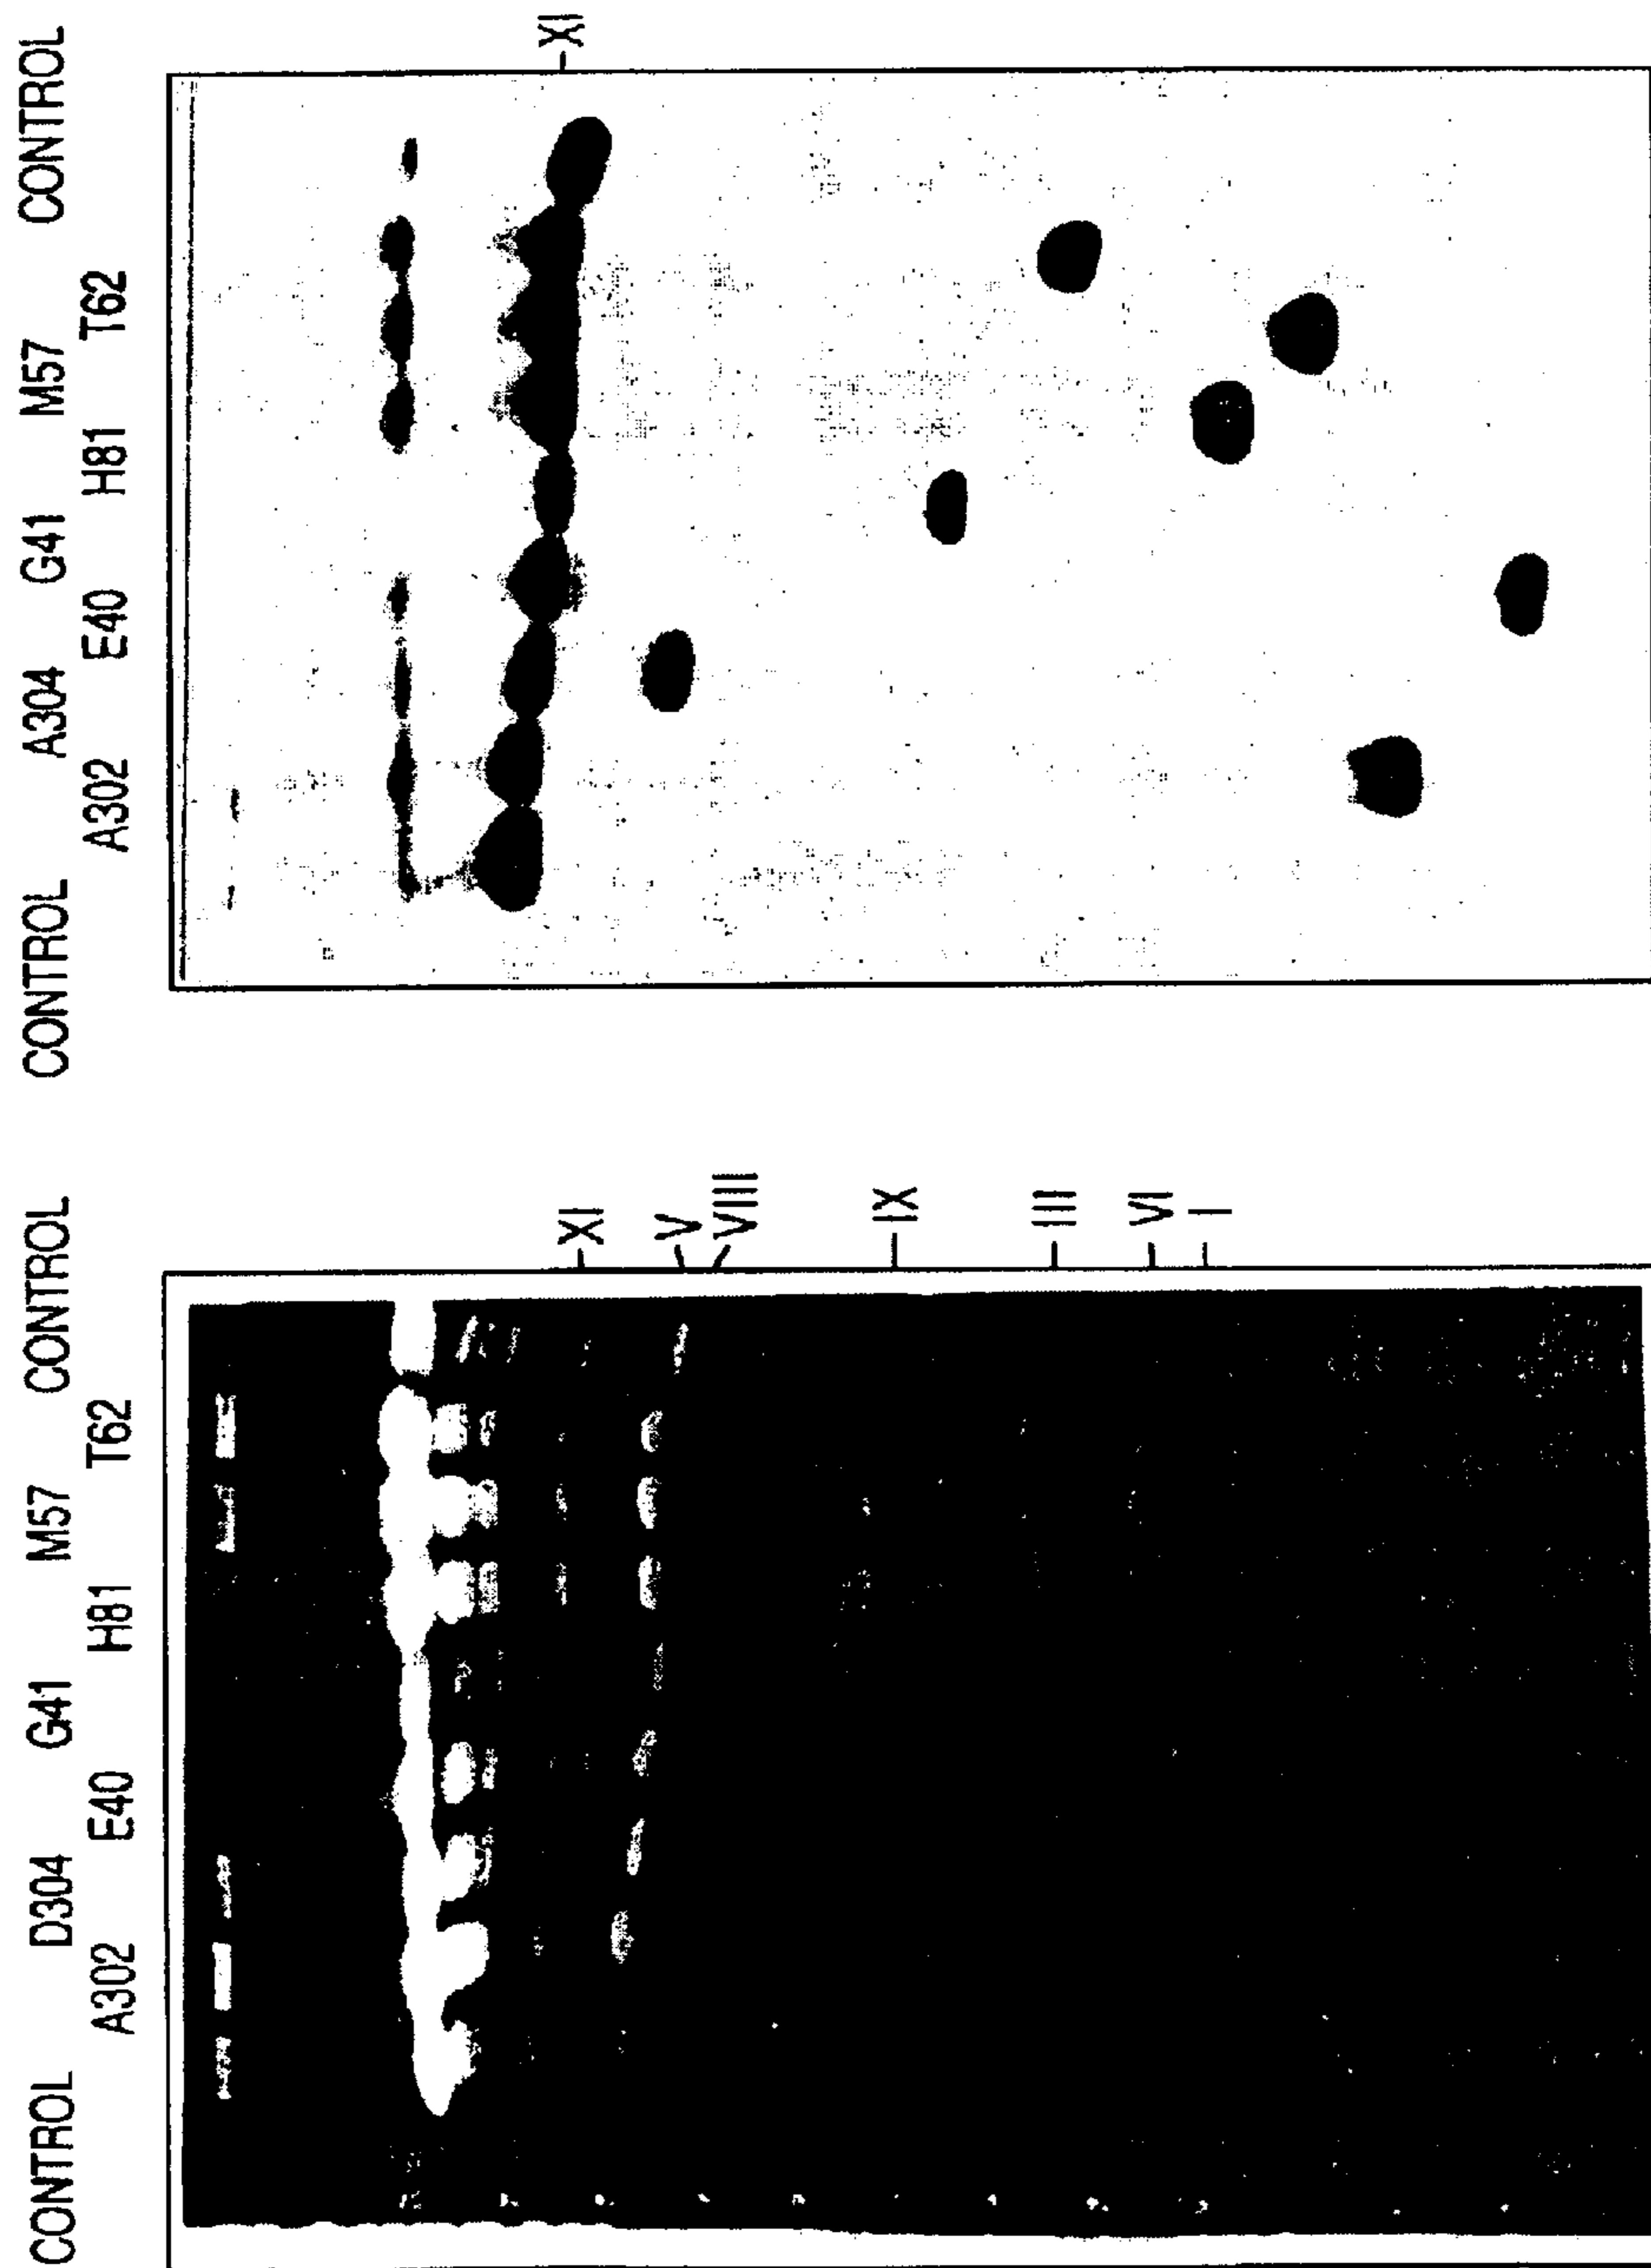 CONTROL A304 G41 M57 CONTROL
A302 E40 H81 T62
XI
CONTROL D304 G41 M57 CONTROL
A302 E40 H81 T62
XI
V
VIII
IX
III
VI
I